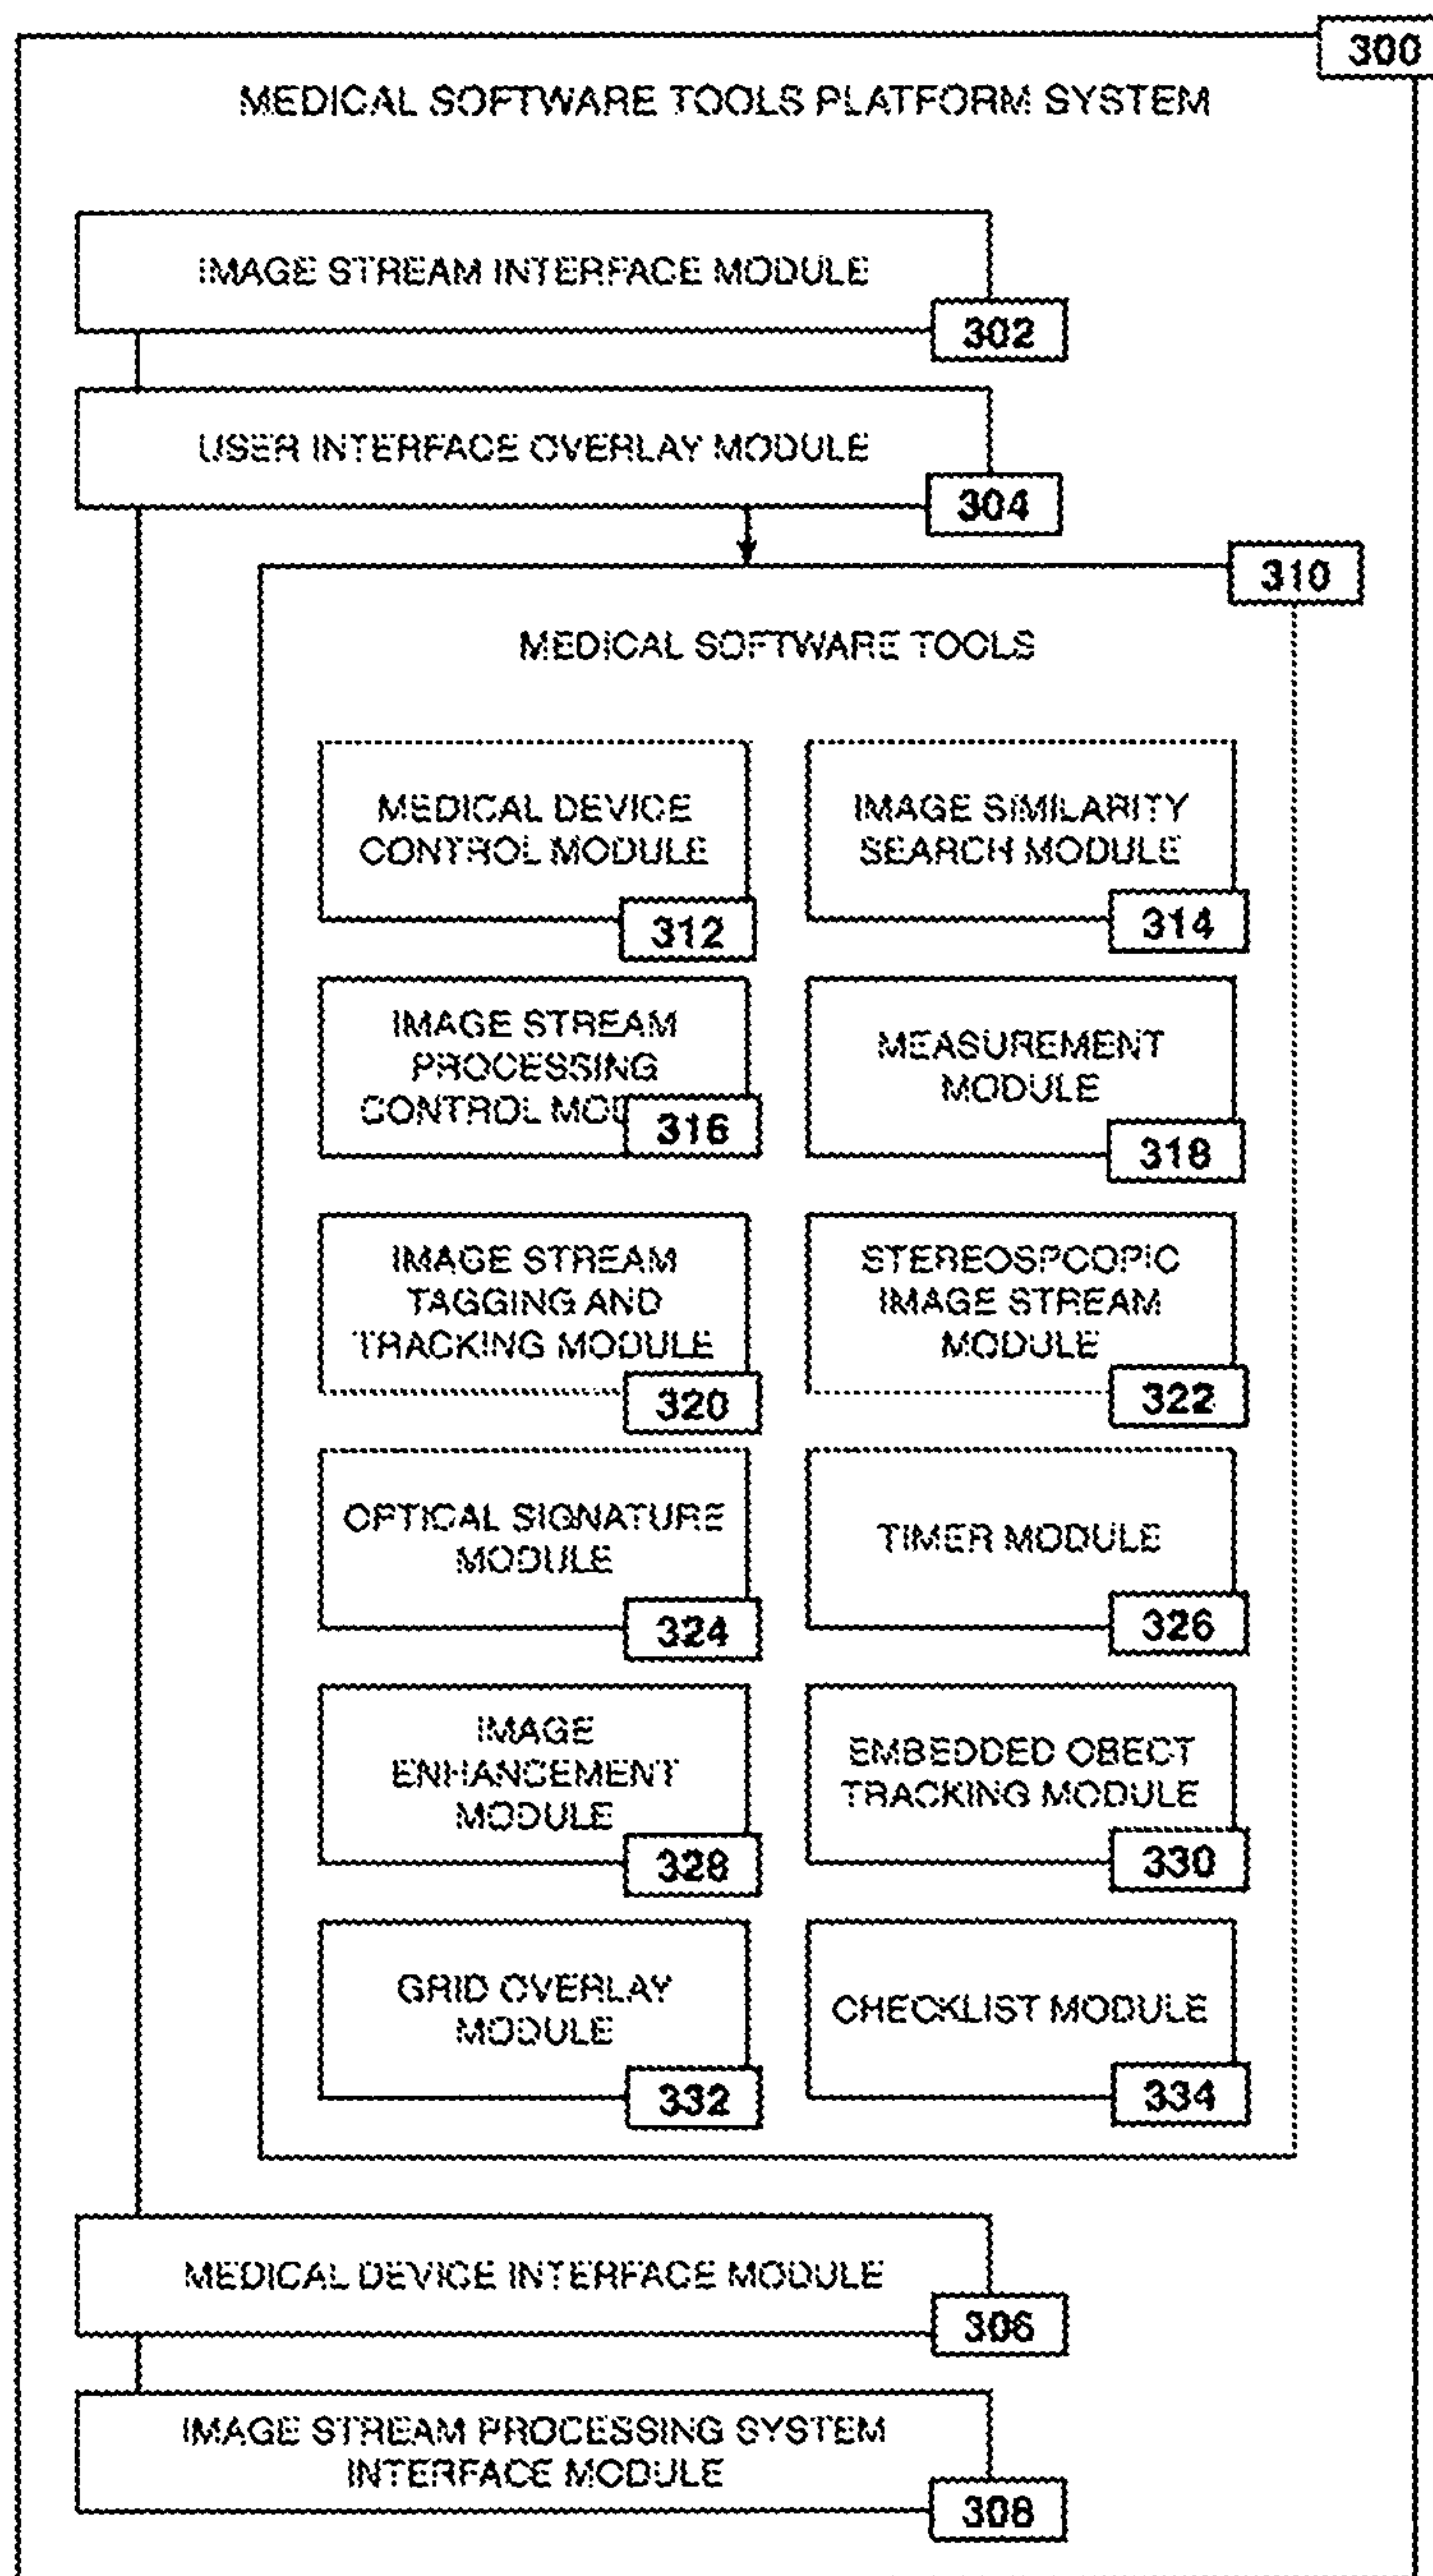 300
MEDICAL SOFTWARE TOOLS PLATFORM SYSTEM
IMAGE STREAM INTERFACE MODULE
302
USER INTERFACE OVERLAY MODULE
304
310
MEDICAL SOFTWARE TOOLS
MEDICAL DEVICE
CONTROL MODULE
312
IMAGE SIMILARITY
SEARCH MODULE
314
IMAGE STREAM
PROCESSING
CONTROL
316
MEASUREMENT
MODULE
318
IMAGE STREAM
TAGGING AND
TRACKING MODULE
320
STEREOSPCOPIC
IMAGE STREAM
MODULE
322
OPTICAL SIGNATURE
MODULE
324
TIMER MODULE
326
IMAGE
ENHANCEMENT
MODULE
328
EMBEDDED OBECT
TRACKING MODULE
330
GRID OVERLAY
MODULE
332
CHECKLIST MODULE
334
MEDICAL DEVICE INTERFACE MODULE
306
IMAGE STREAM PROCESSING SYSTEM
INTERFACE MODULE
308